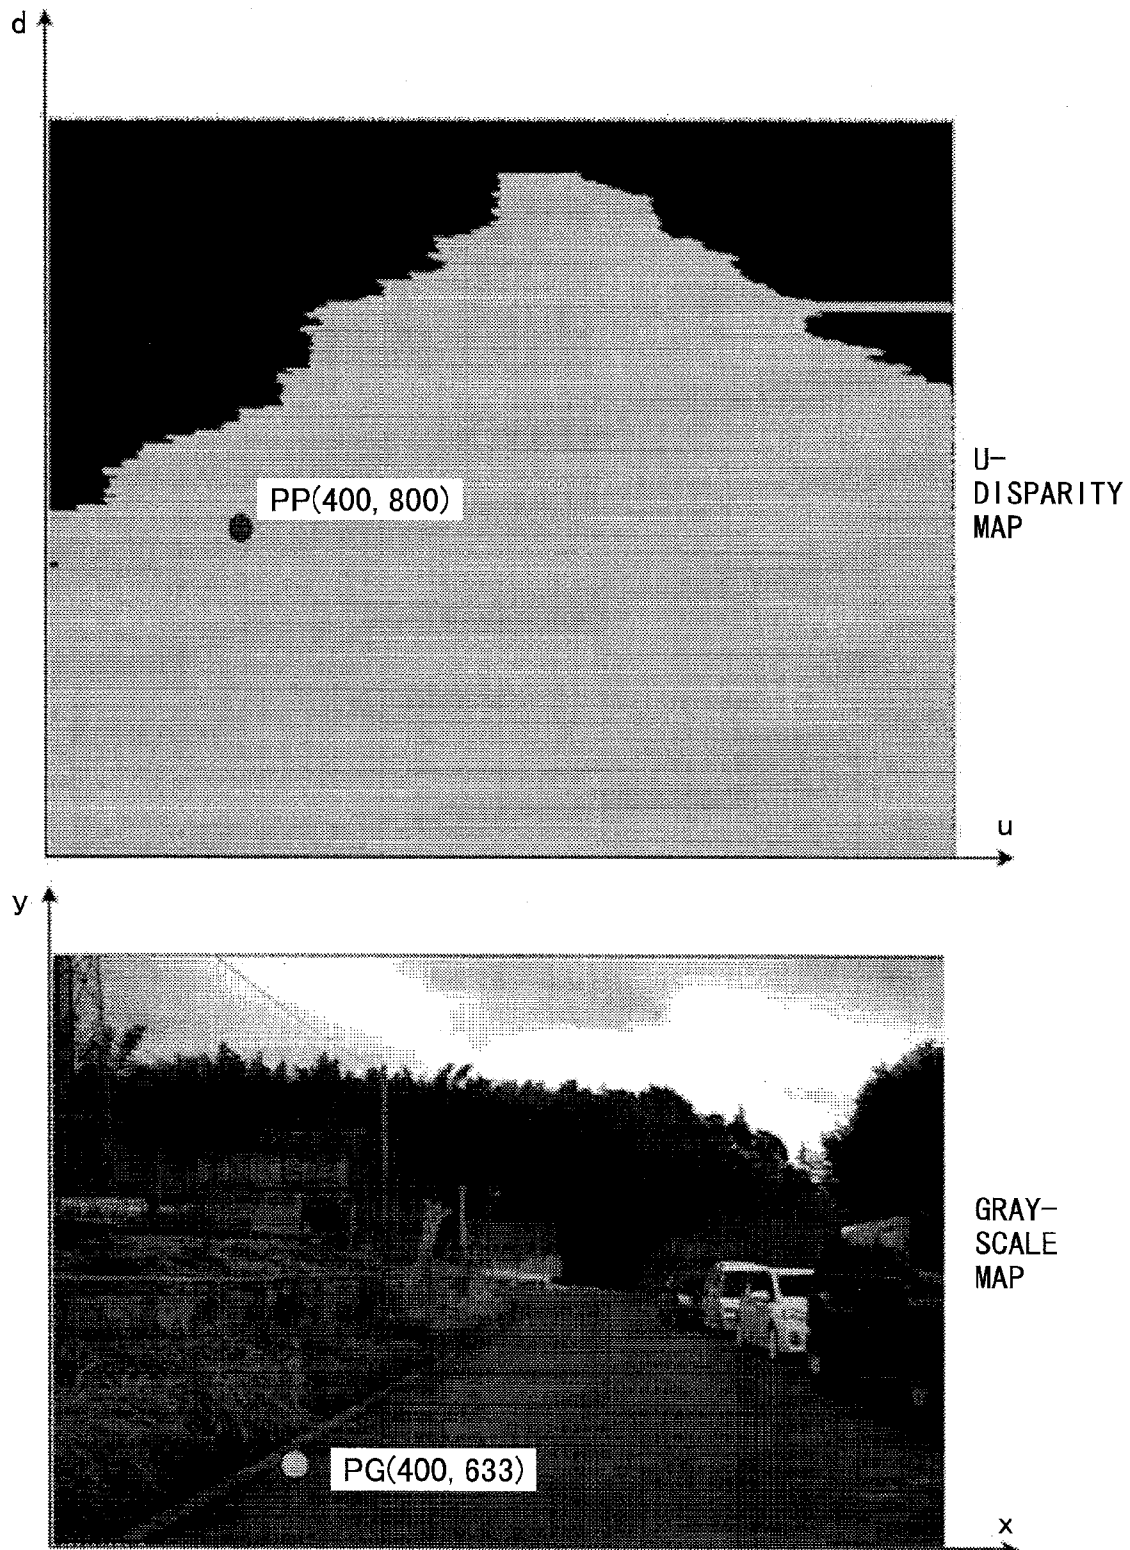 d
PP(400, 800)
U-
DISPARITY
MAP
u
y
GRAY-
SCALE
MAP
PG(400, 633)
x